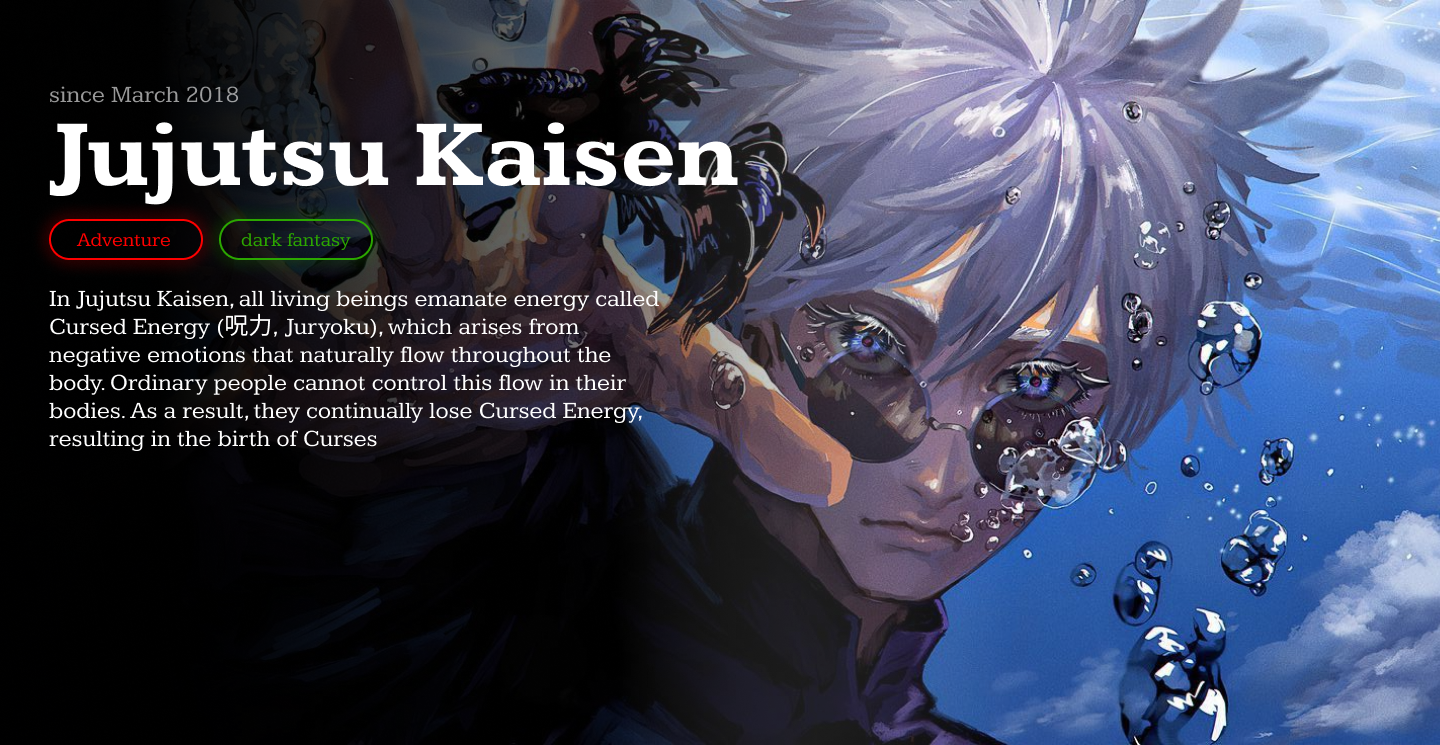 since March 2018
Jujutsu Kaisen
Adventure
dark fantasy
In Jujutsu Kaisen, all living beings emanate energy called
Cursed Energy (呪力, Juryoku), which arises from
negative emotions that naturally flow throughout the
body. Ordinary people cannot control this flow in their
bodies. As a result, they continually lose Cursed Energy,
resulting in the birth of Curses